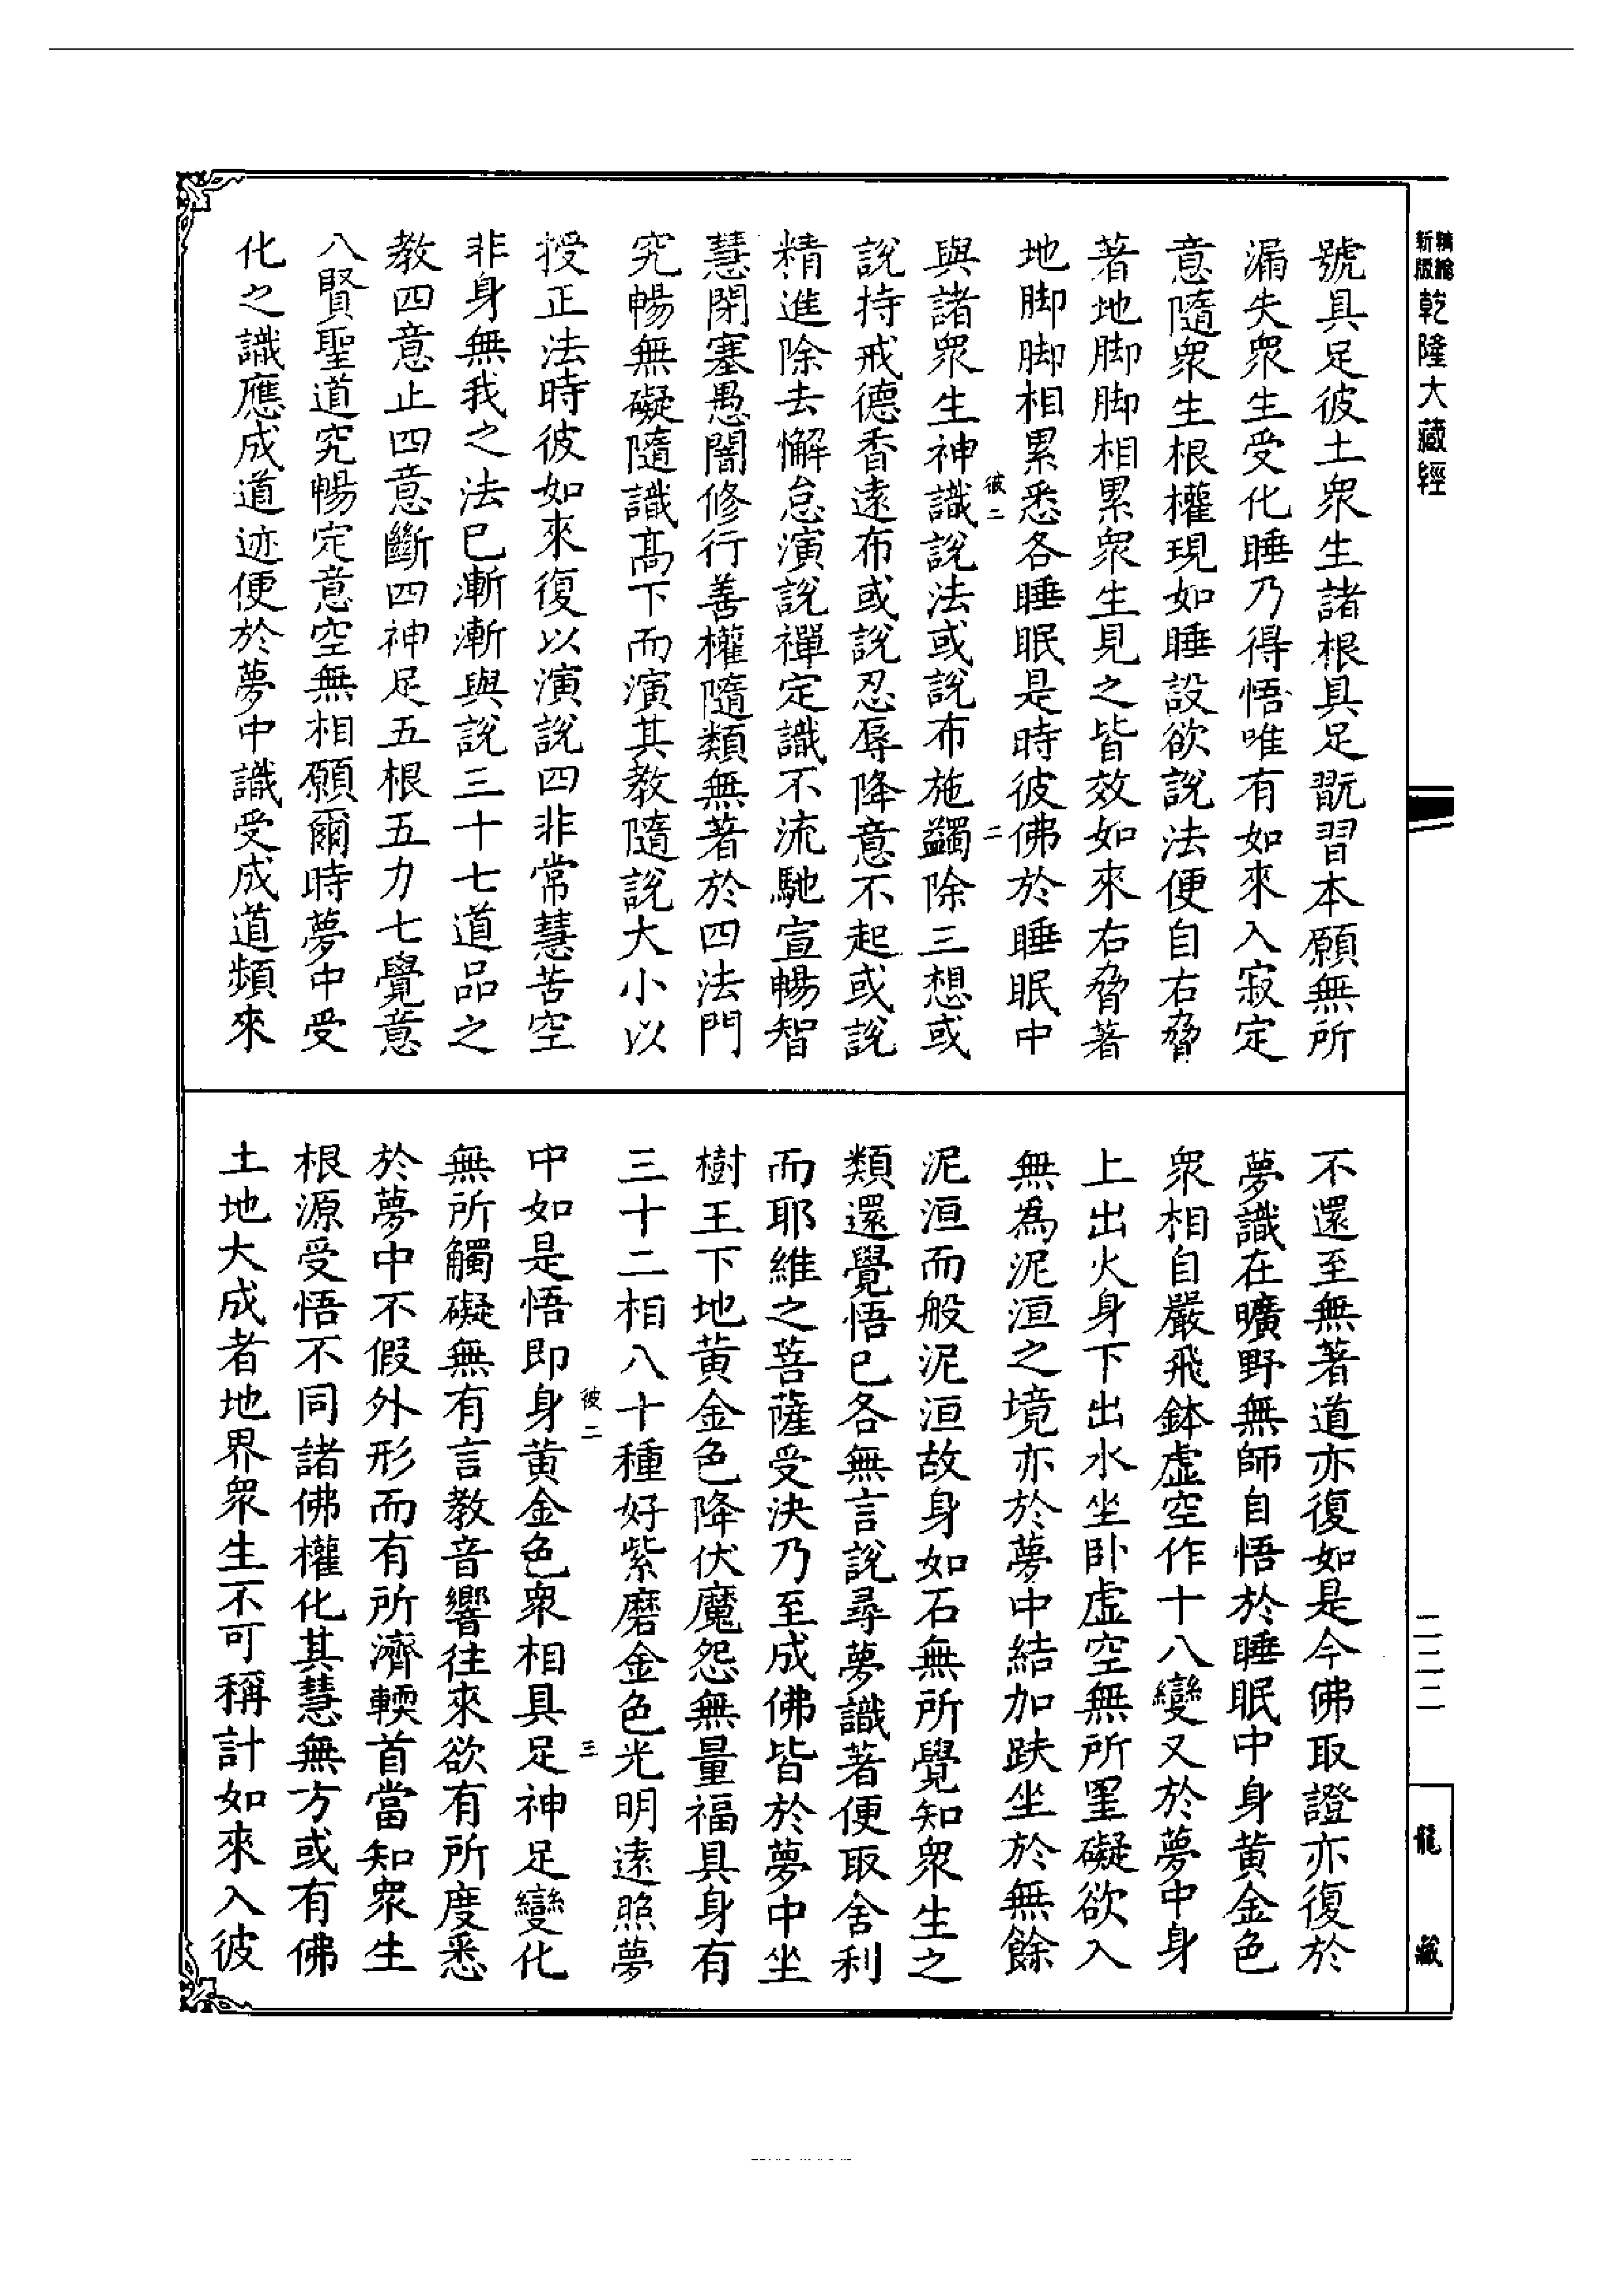 精繪新版乾隆大藏經
號具足彼土衆生諸根具足翫習本願無所
漏失衆生受化睡乃得悟唯有如來入寂定
意隨衆生根權現如睡設欲說法便自右脅
著地脚脚相累衆生見之皆效如來右脅著
地脚脚相累悉各睡眠是時彼佛於睡眠中
彼二
二
與諸衆生神識說法或說布施蠲除三想或
說持戒德香遠布或說忍辱降意不起或說
精進除去懈怠演說禪定識不流馳宣暢智
慧閉塞愚闇修行善權隨類無著於四法門
究暢無礙隨識高下而演其教隨說大小以
授正法時彼如來復以演說四非常慧苦空
非身無我之法已漸漸與說三十七道品之
教四意止四意斷四神足五根五力七覺意
八賢聖道究暢定意空無相願爾時夢中受
化之識應成道迹便於夢中識受成道頻來
不還至無著道亦復如是今佛取證亦復於
夢識在曠野無師自悟於睡眠中身黃金色
衆相自嚴飛鉢虛空作十八變又於夢中身
上出火身下出水坐卧虛空無所罣礙欲入
無為泥洹之境亦於夢中結加趺坐於無餘
泥洹而般泥洹故身如石無所覺知衆生之
類還覺悟已各無言說尋夢識著便取舍利
而耶維之菩薩受決乃至成佛皆於夢中坐
樹王下地黃金色降伏魔怨無量福具身有
三十二相八十種好紫磨金色光明遠照夢
彼二
三
中如是悟即身黃金色衆相具足神足變化
無所觸礙無有言教音響往來欲有所度悉
於夢中不假外形而有所濟輭首當知衆生
根源受悟不同諸佛權化其慧無方或有佛
土地大成者地界衆生不可稱計如來入彼
二二二
龍藏